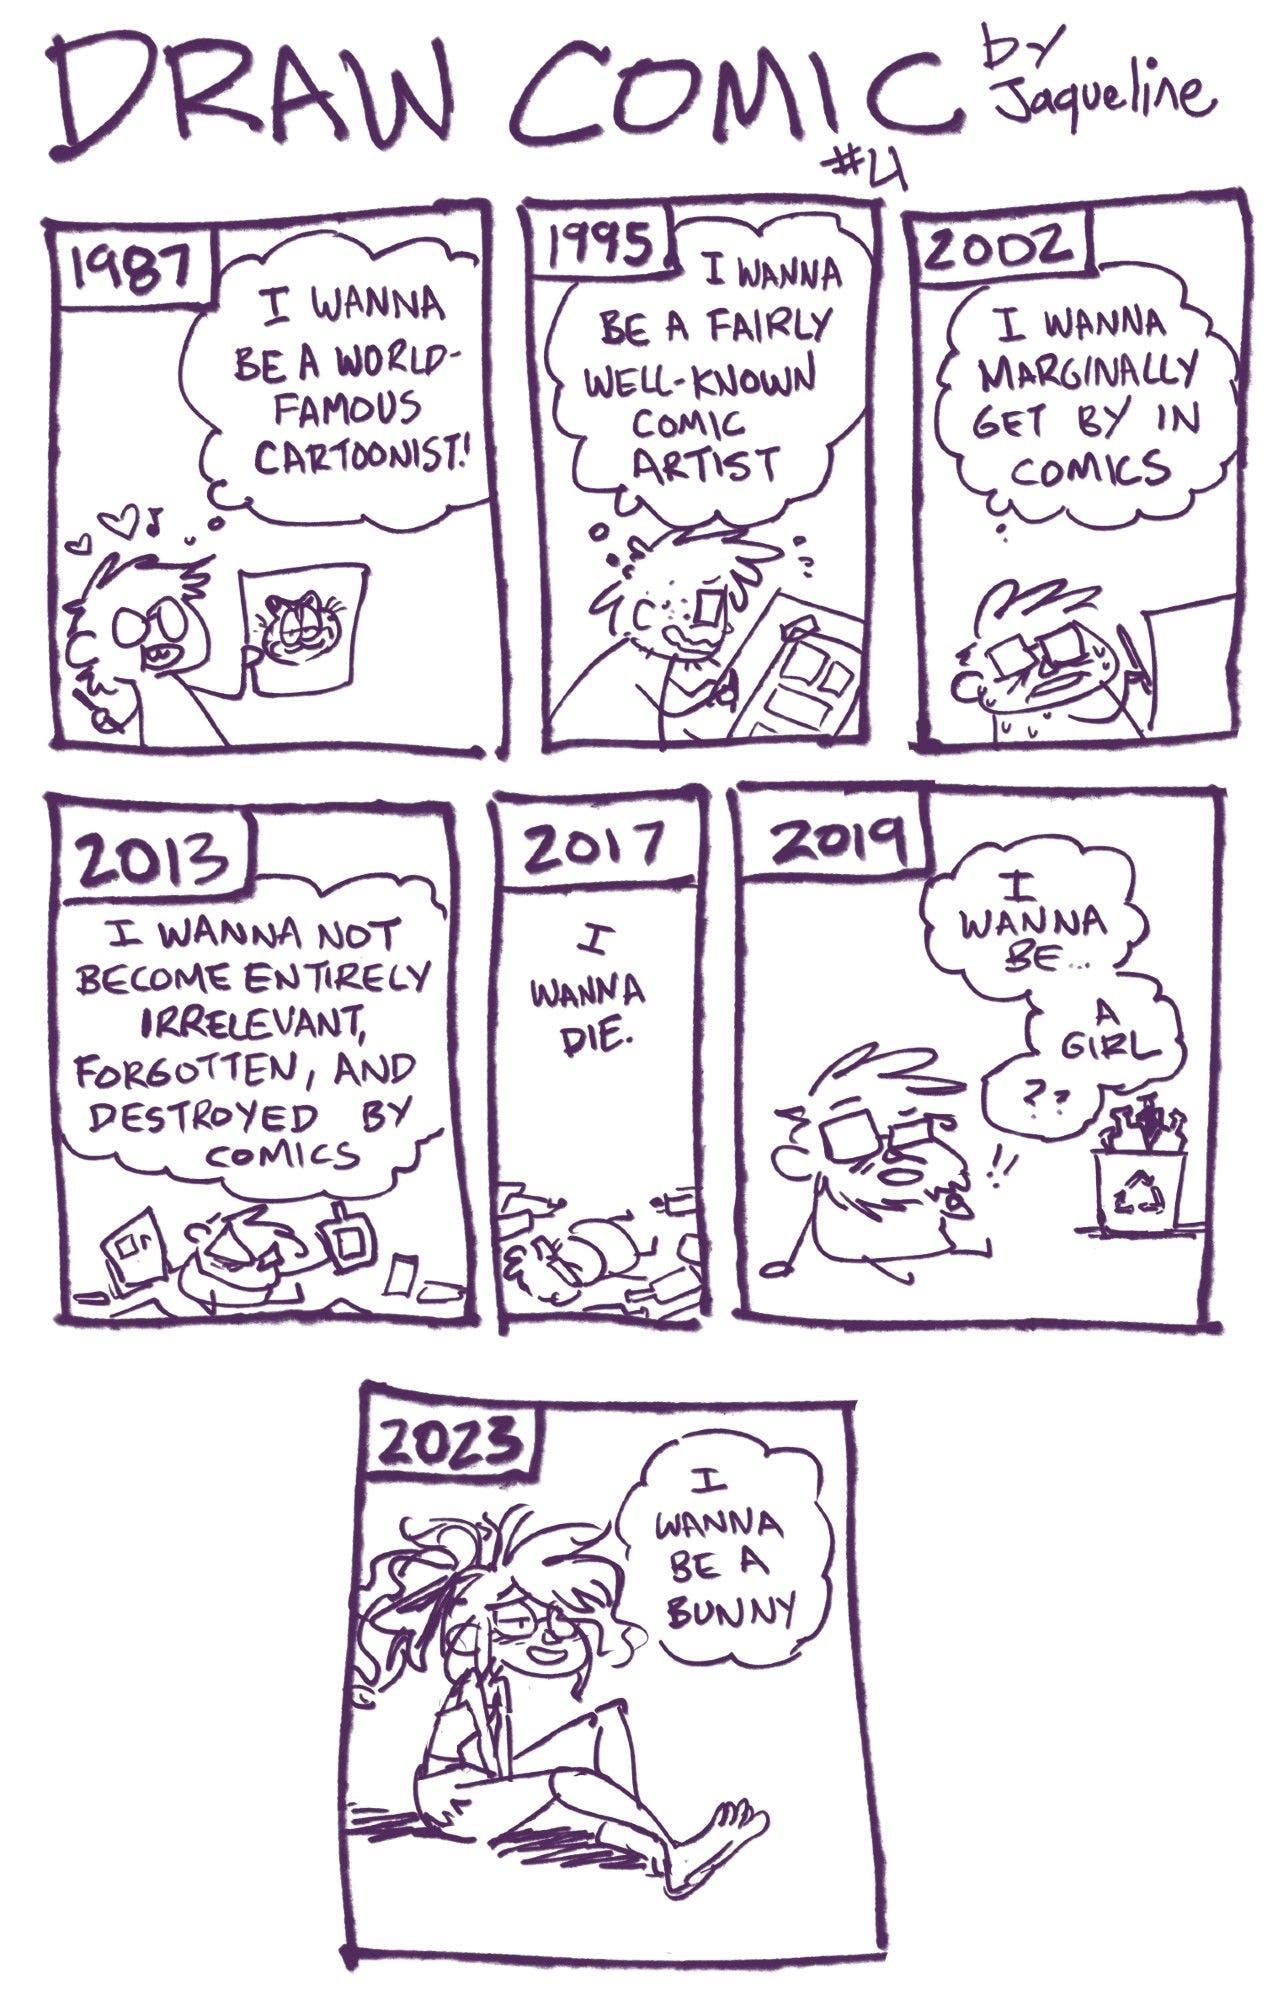 DRAW COMIC
by
Jaqueline
#4
1987
I WANNA
BE A WORLD-
FAMOUS
CARTOONIST!
1995
I WANNA
BE A FAIRLY
WELL-KNOWN
COMIC
ARTIST
2002
I WANNA
MARGINALLY
GET BY IN
COMICS
2013
I WANNA NOT
BECOME ENTIRELY
IRRELEVANT,
FORGOTTEN, AND
DESTROYED BY
COMICS
2017
I
WANNA
DIE.
2019
I
WANNA
BE...
A
GIRL
??
!!
2023
I
WANNA
BE A
BUNNY